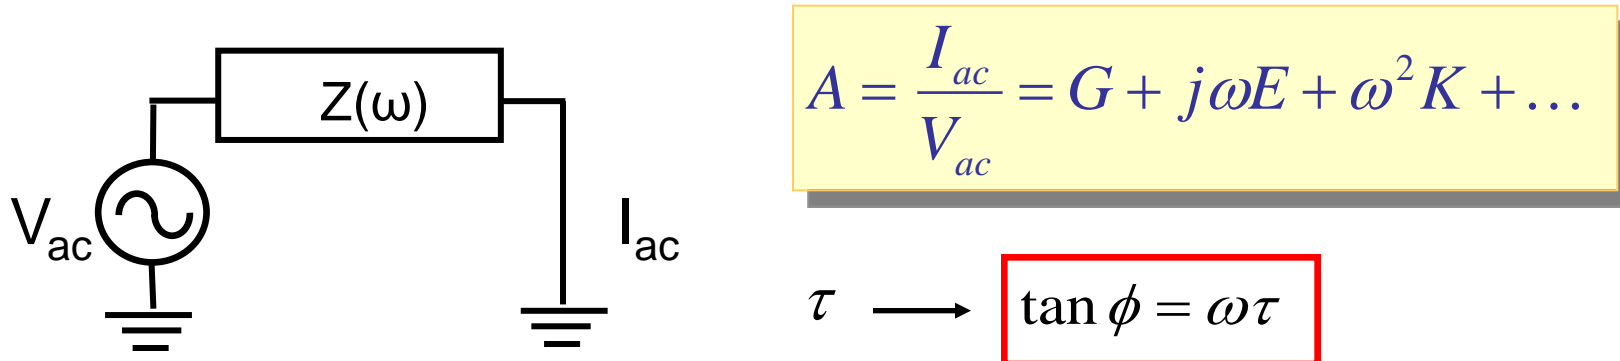 Z(ω)
V_ac
I_ac
A = I_ac / V_ac = G + jωE + ω²K + …
τ → tan ϕ = ωτ